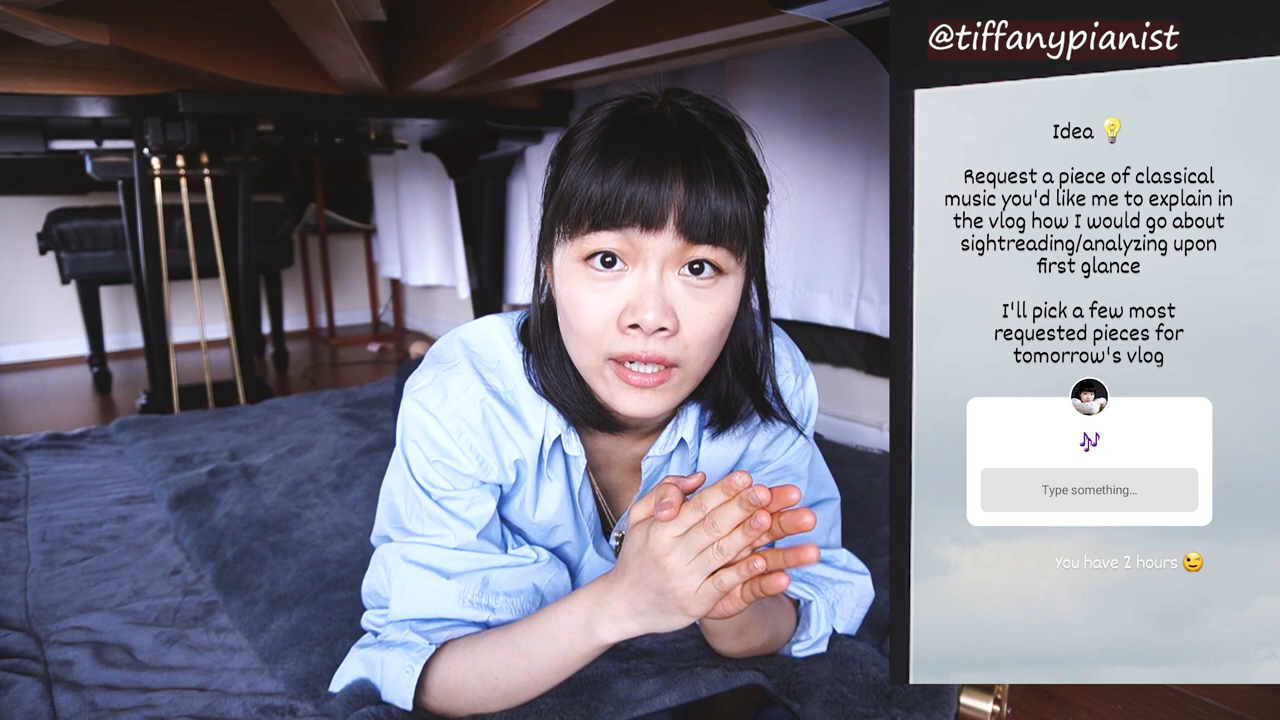 @tiffanypianist
Idea 💡
Request a piece of classical
music you'd like me to explain in
the vlog how I would go about
sightreading/analyzing upon
first glance
I'll pick a few most
requested pieces for
tomorrow's vlog
🎶
Type something...
You have 2 hours 😉